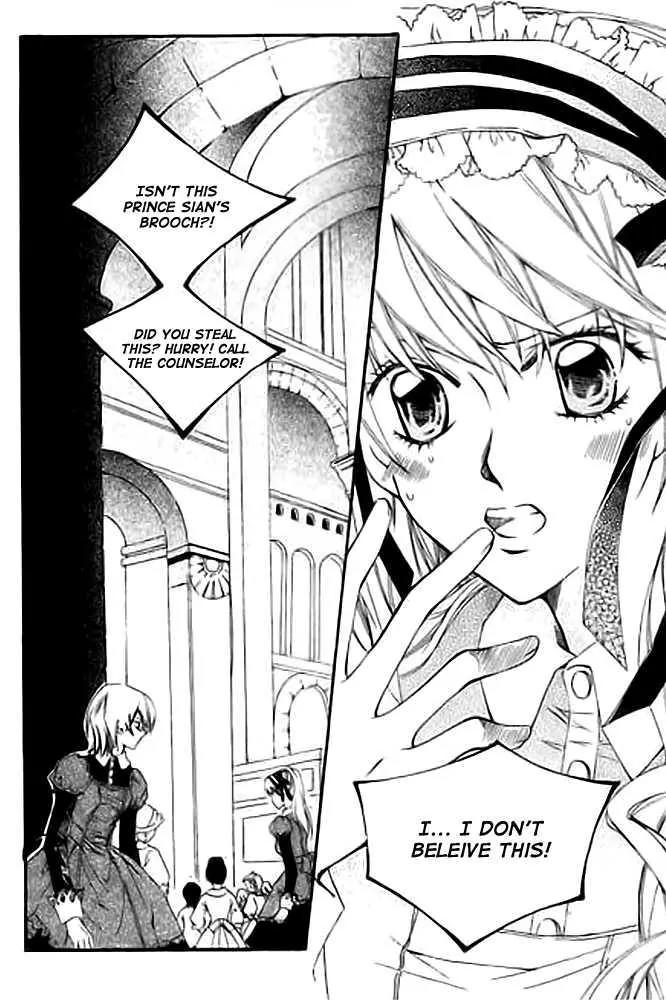 ISN'T THIS
PRINCE SIAN'S
BROOCH?!
DID YOU STEAL
THIS? HURRY! CALL
THE COUNSELOR!
I... I DON'T
BELEIVE THIS!